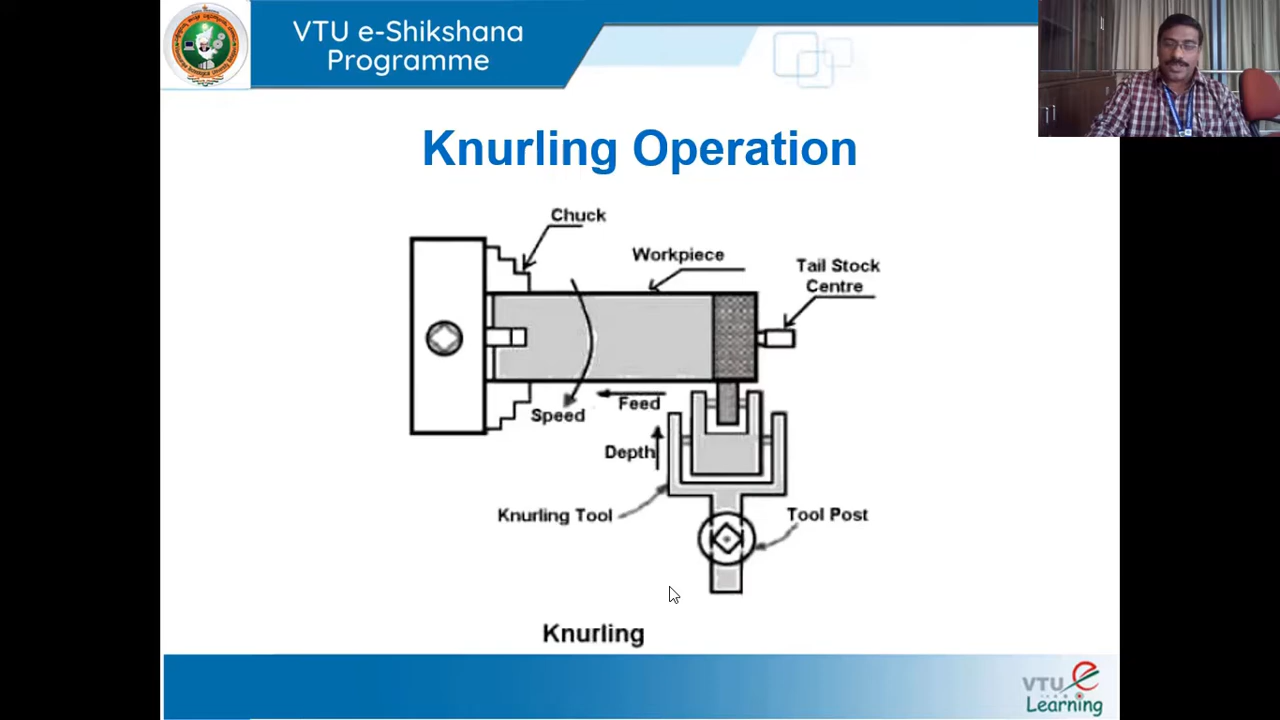 VTU e-Shikshana
Programme
Knurling Operation
Chuck
Workpiece
Tail Stock
Centre
Speed
Feed
Depth
Knurling Tool
Tool Post
Knurling
VTU e
Learning